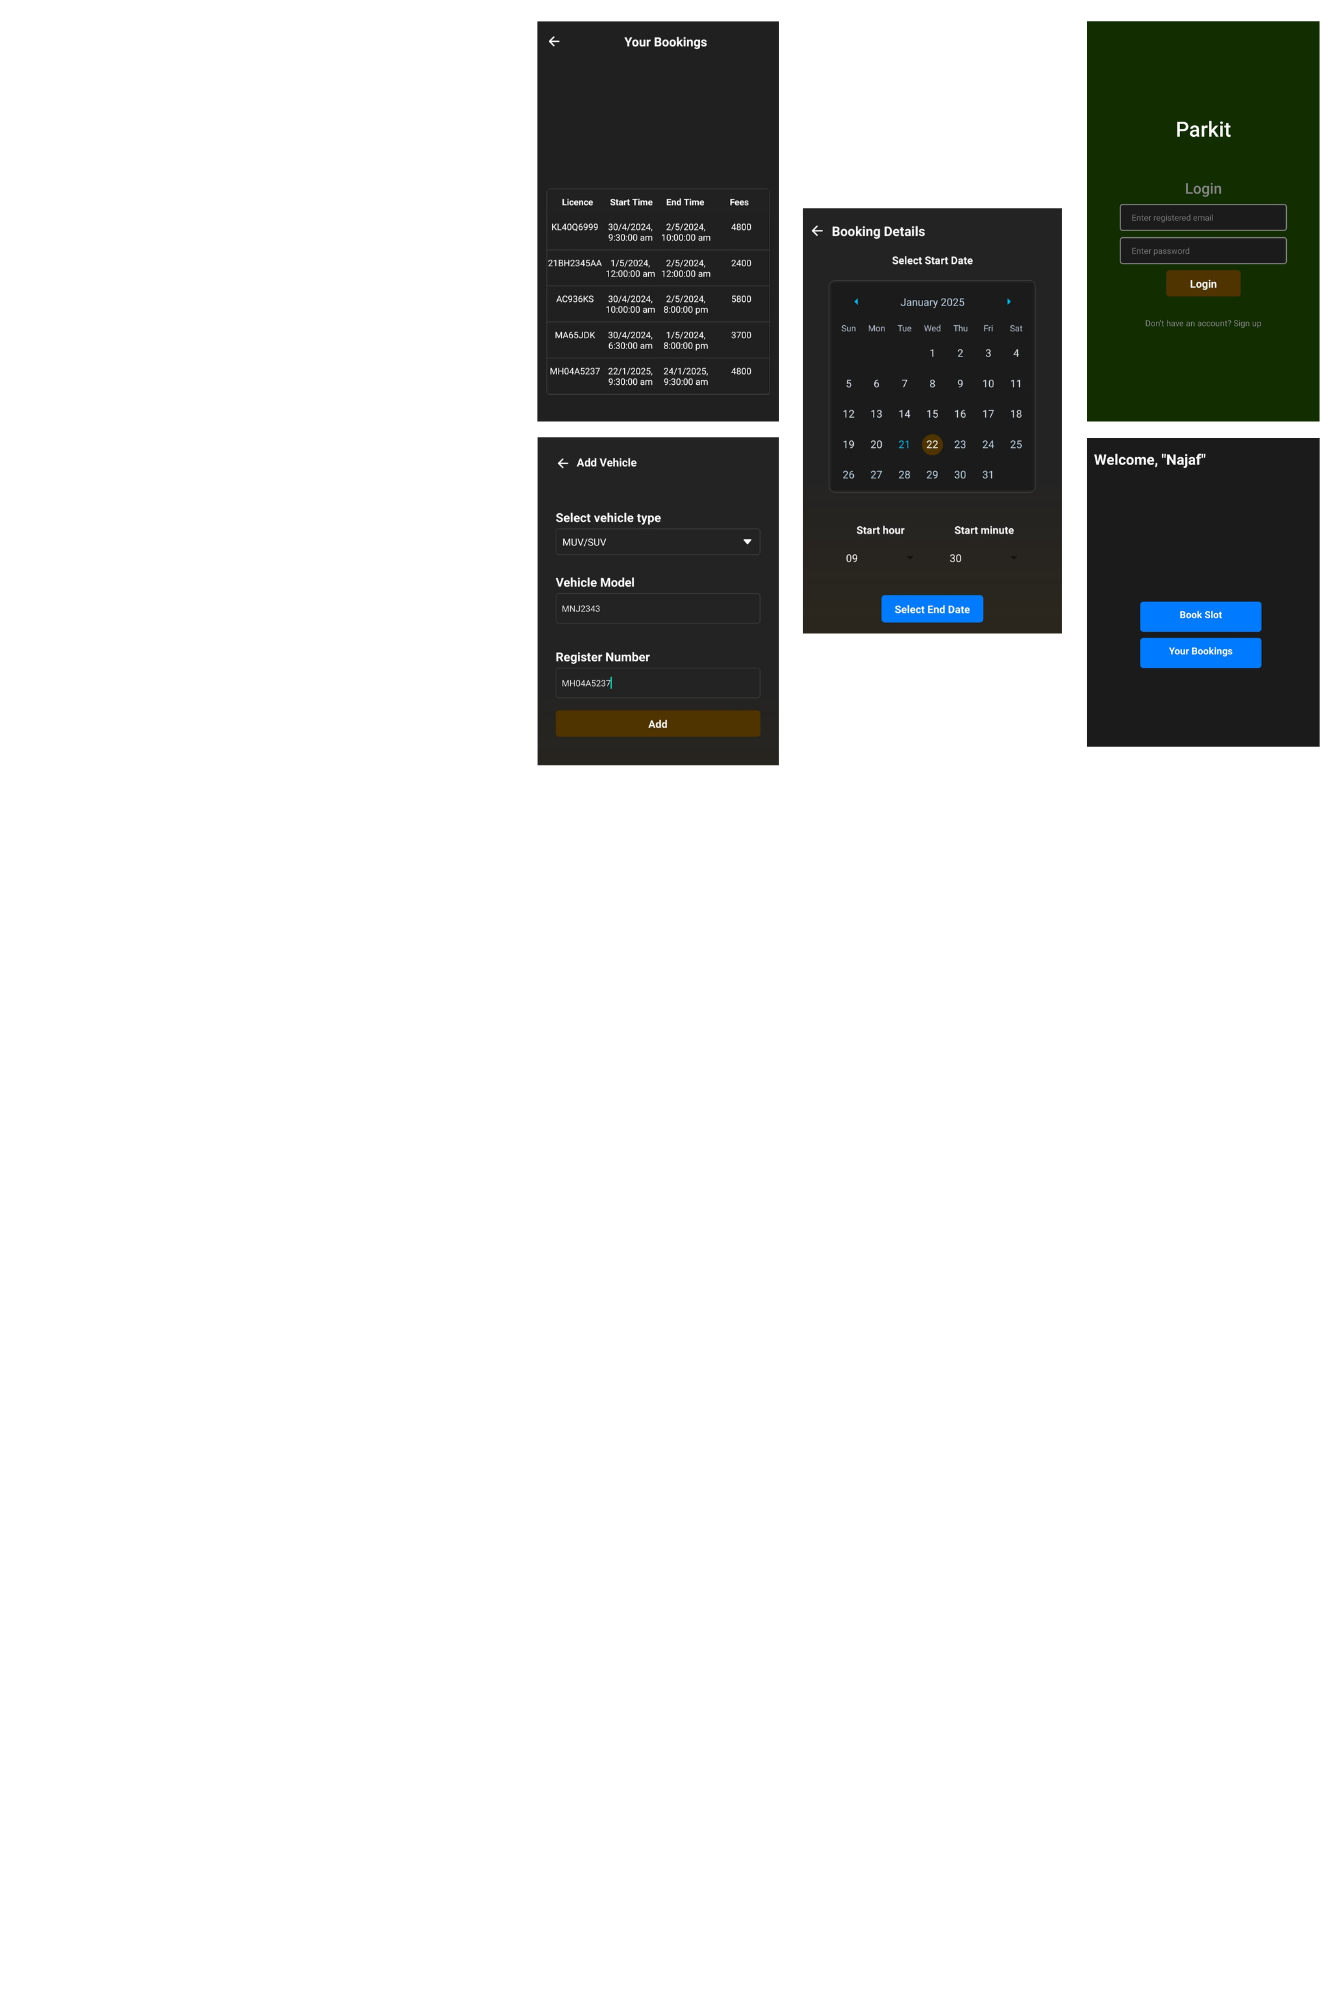 Your Bookings
Licence Start Time End Time Fees
KL40Q6999 30/4/2024, 9:30:00 am 2/5/2024, 10:00:00 am 4800
21BH2345AA 1/5/2024, 12:00:00 am 2/5/2024, 12:00:00 am 2400
AC936KS 30/4/2024, 10:00:00 am 2/5/2024, 8:00:00 pm 5800
MA65JDK 30/4/2024, 6:30:00 am 1/5/2024, 8:00:00 pm 3700
MH04A5237 22/1/2025, 9:30:00 am 24/1/2025, 9:30:00 am 4800
Add Vehicle
Select vehicle type
MUV/SUV
Vehicle Model
MNJ2343
Register Number
MH04A5237
Add
Booking Details
Select Start Date
January 2025
Sun Mon Tue Wed Thu Fri Sat
1 2 3 4
5 6 7 8 9 10 11
12 13 14 15 16 17 18
19 20 21 22 23 24 25
26 27 28 29 30 31
Start hour Start minute
09 30
Select End Date
Parkit
Login
Enter registered email
Enter password
Login
Don't have an account? Sign up
Welcome, "Najaf"
Book Slot
Your Bookings